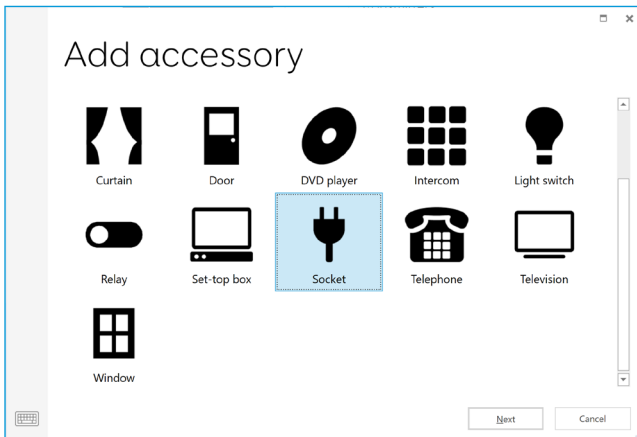 Add accessory
Curtain Door DVD player Intercom Light switch
Relay Set-top box Socket Telephone Television
Window
Next Cancel